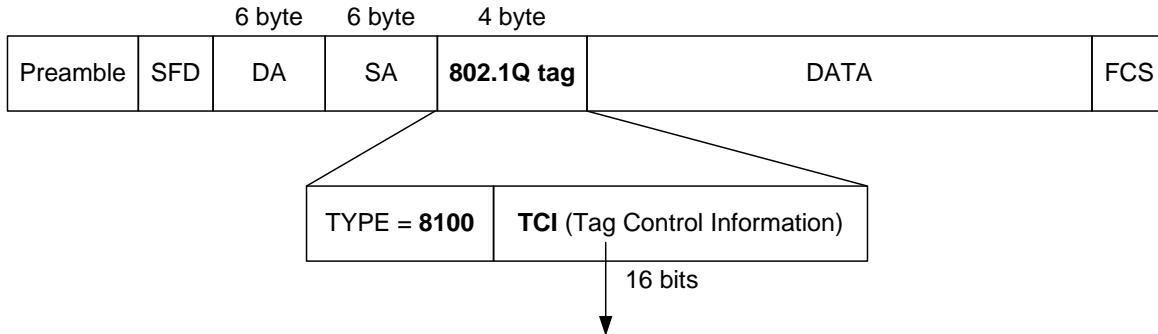 6 byte 6 byte 4 byte
Preamble SFD DA SA 802.1Q tag DATA FCS
TYPE = 8100 TCI (Tag Control Information)
16 bits